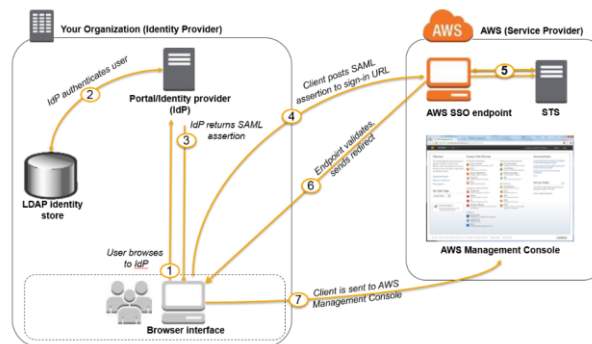 Your Organization (Identity Provider)
AWS
AWS (Service Provider)
IdP authenticates user
2
Portal/Identity provider
(IdP)
3
IdP returns SAML
assertion
LDAP identity
store
4
Client posts SAML
assertion to sign-in URL
5
AWS SSO endpoint
STS
6
Endpoint validates,
sends redirect
AWS Management Console
User browses
to IdP
1
Browser interface
7
Client is sent to AWS
Management Console